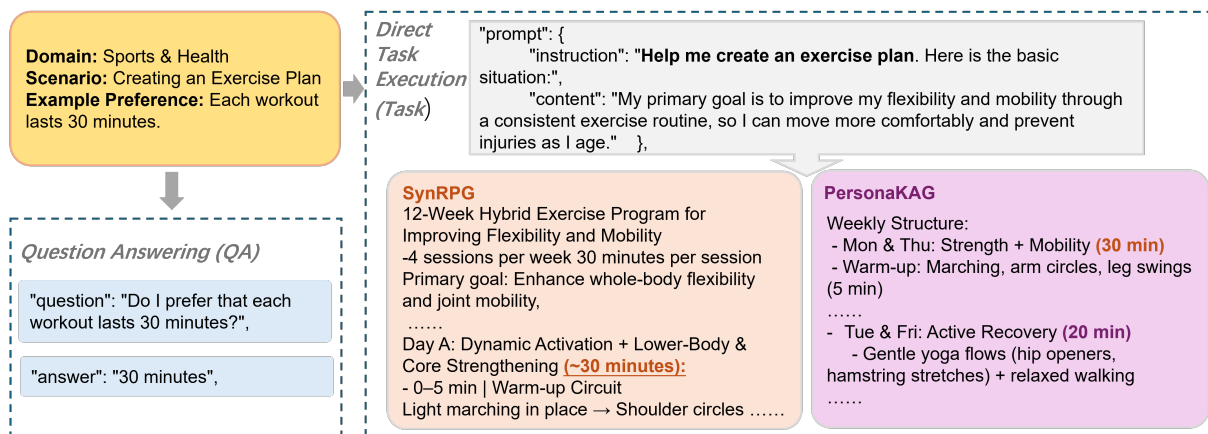 Domain: Sports & Health
Scenario: Creating an Exercise Plan
Example Preference: Each workout
lasts 30 minutes.
Question Answering (QA)
"question": "Do I prefer that each
workout lasts 30 minutes?",
"answer": "30 minutes",
Direct
Task
Execution
(Task)
"prompt": {
"instruction": "Help me create an exercise plan. Here is the basic
situation:",
"content": "My primary goal is to improve my flexibility and mobility through
a consistent exercise routine, so I can move more comfortably and prevent
injuries as I age." },
SynRPG
12-Week Hybrid Exercise Program for
Improving Flexibility and Mobility
-4 sessions per week 30 minutes per session
Primary goal: Enhance whole-body flexibility
and joint mobility,
……
Day A: Dynamic Activation + Lower-Body &
Core Strengthening (~30 minutes):
- 0–5 min | Warm-up Circuit
Light marching in place → Shoulder circles ……
PersonaKAG
Weekly Structure:
- Mon & Thu: Strength + Mobility (30 min)
- Warm-up: Marching, arm circles, leg swings
(5 min)
……
- Tue & Fri: Active Recovery (20 min)
- Gentle yoga flows (hip openers,
hamstring stretches) + relaxed walking
……